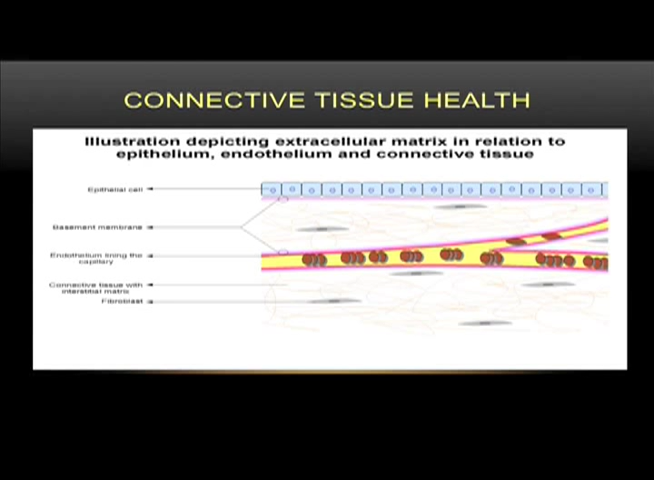 CONNECTIVE TISSUE HEALTH
Illustration depicting extracellular matrix in relation to
epithelium, endothelium and connective tissue
Epithelial cell
Basement membrane
Endothelium lining the
capillary
Connective tissue with
interstitial matrix
Fibroblast